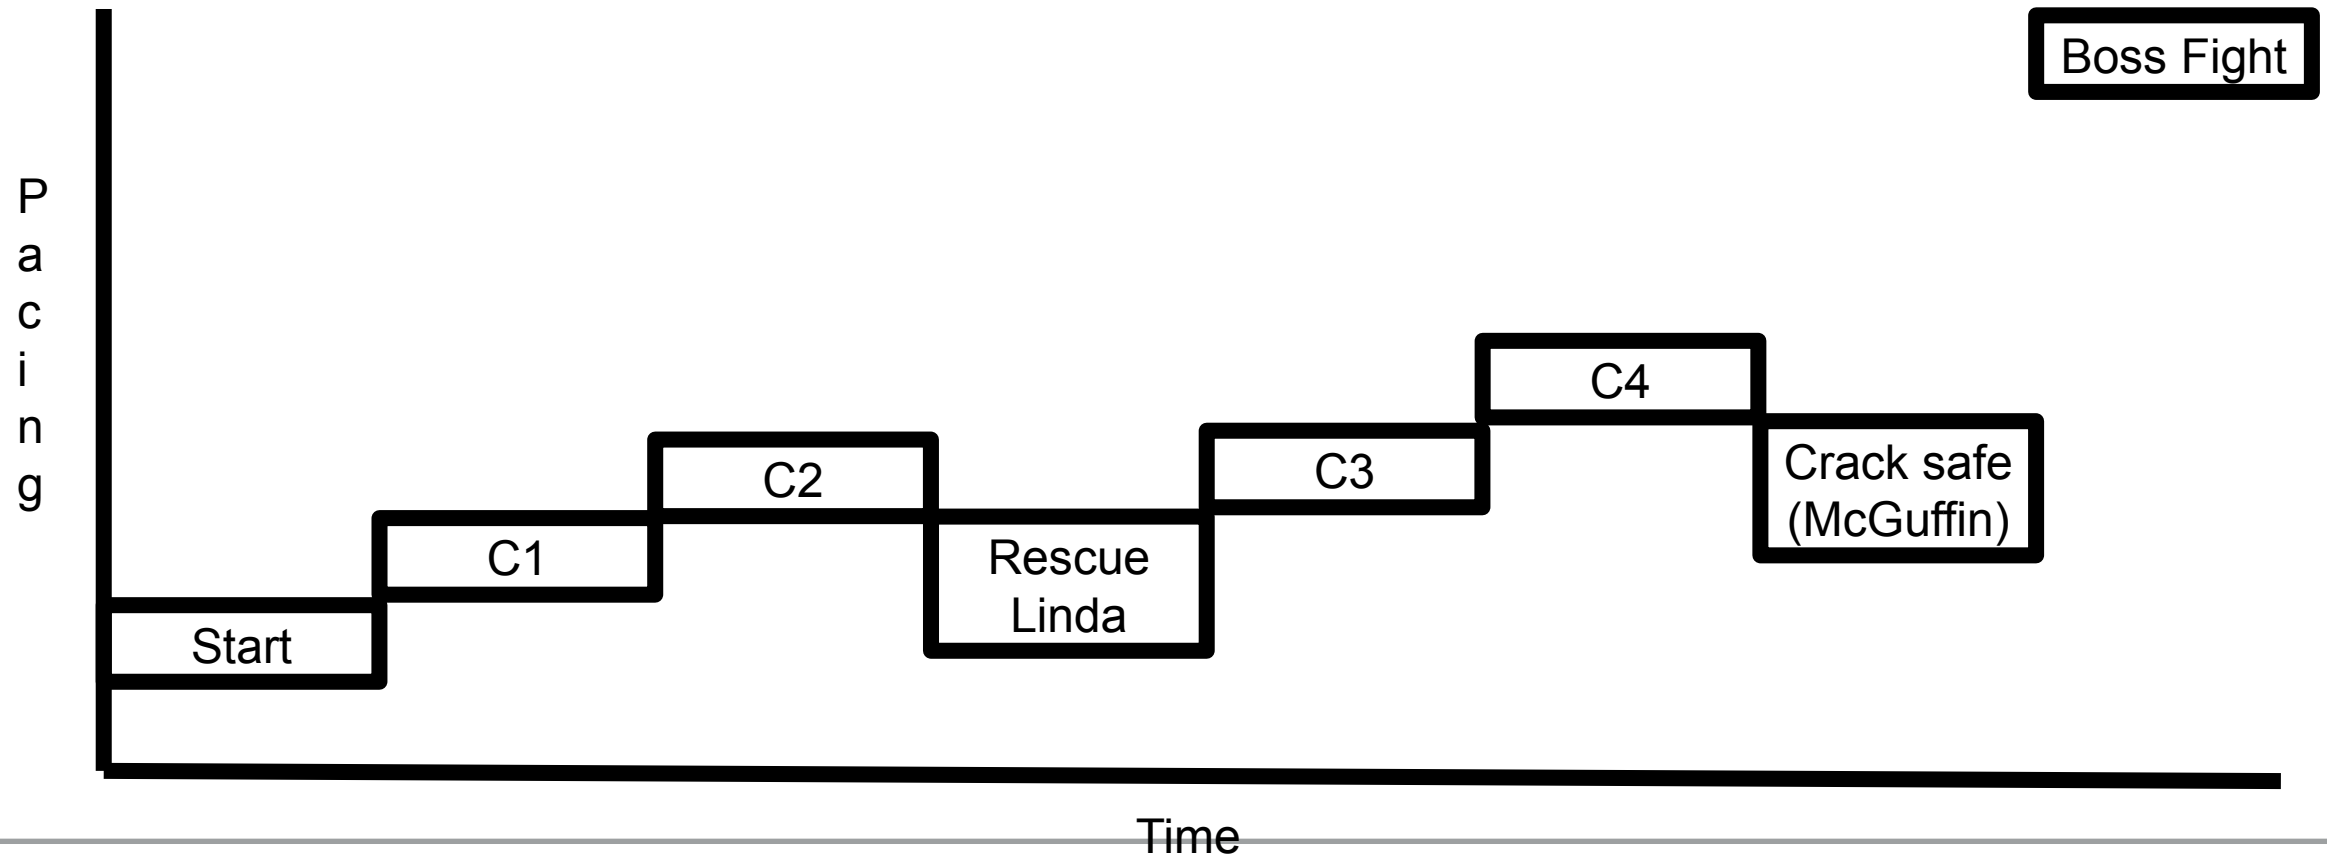 Boss Fight
P
a
c
i
n
g
C4
C2
C3
Crack safe
(McGuffin)
C1
Rescue
Linda
Start
Time